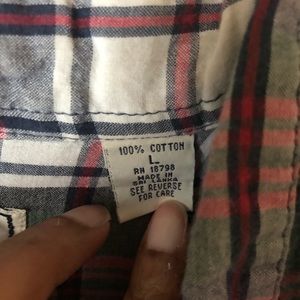 100% COTTON
L
RN 18798
MADE IN
SRI LANKA
SEE REVERSE
FOR CARE